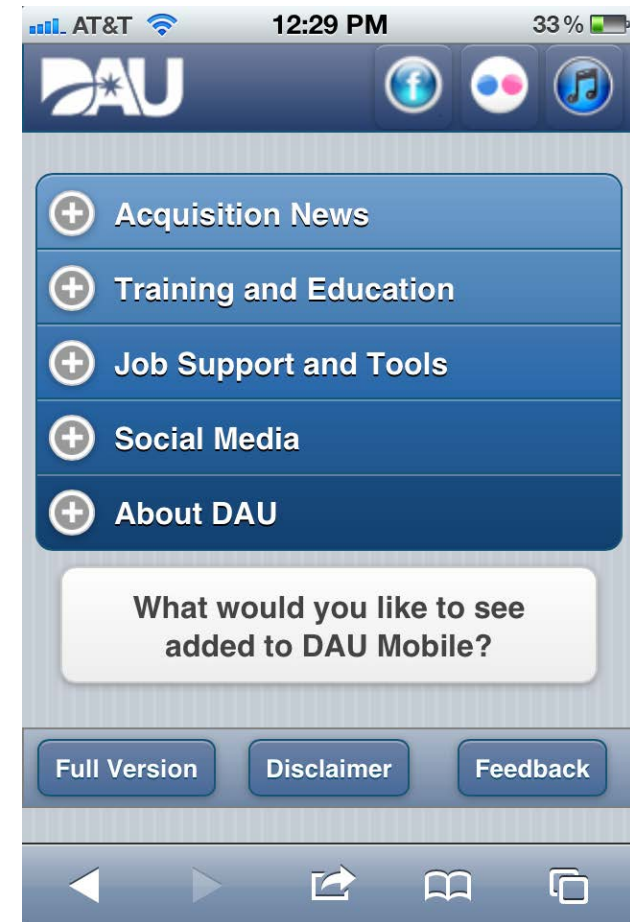 AT&T 12:29 PM 33%
DAU
Acquisition News
Training and Education
Job Support and Tools
Social Media
About DAU
What would you like to see
added to DAU Mobile?
Full Version Disclaimer Feedback